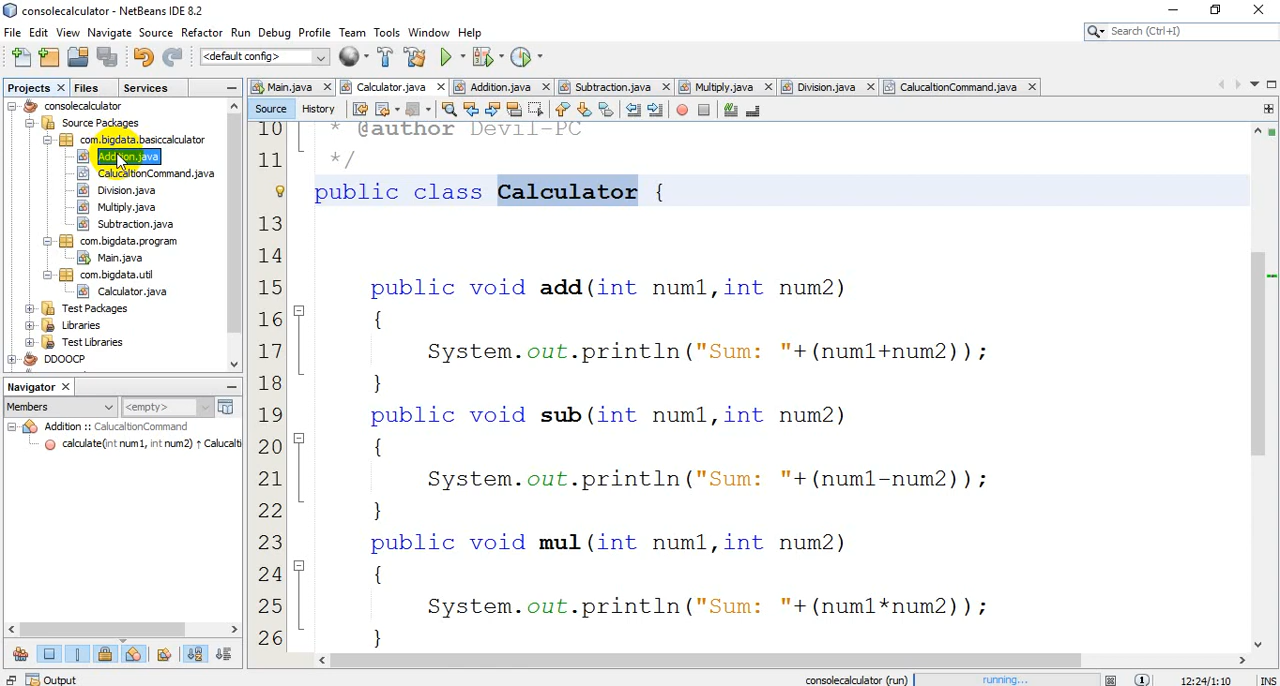 consolecalculator - NetBeans IDE 8.2
File Edit View Navigate Source Refactor Run Debug Profile Team Tools Window Help
Search (Ctrl+I)
<default config>
Projects Files Services
Main.java Calculator.java Addition.java Subtraction.java Multiply.java Division.java CalucaltionCommand.java
Source History
consolecalculator
Source Packages
com.bigdata.basiccalculator
Addition.java
CalucaltionCommand.java
Division.java
Multiply.java
Subtraction.java
com.bigdata.program
Main.java
com.bigdata.util
Calculator.java
Test Packages
Libraries
Test Libraries
DDOOCP
Navigator
Members <empty>
Addition :: CalucaltionCommand
calculate(int num1, int num2) ↑ Calucalti
10 * @author Devil-PC
11 */
public class Calculator {
13
14
15 public void add(int num1,int num2)
16 {
17 System.out.println("Sum: "+(num1+num2));
18 }
19 public void sub(int num1,int num2)
20 {
21 System.out.println("Sum: "+(num1-num2));
22 }
23 public void mul(int num1,int num2)
24 {
25 System.out.println("Sum: "+(num1*num2));
26 }
Output
consolecalculator (run) running... 12:24/1:10 INS